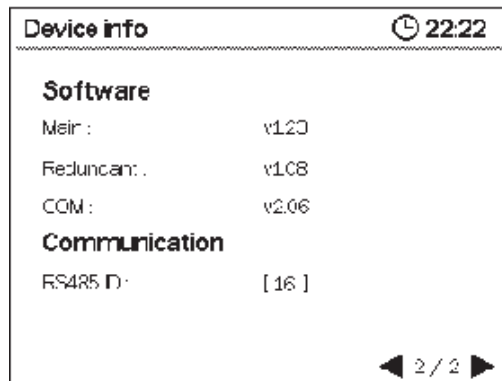 Device info 22:22
Software
Main : v1.20
Redundant : v1.08
COM : v2.06
Communication
RS485 ID : [ 16 ]
2 / 2